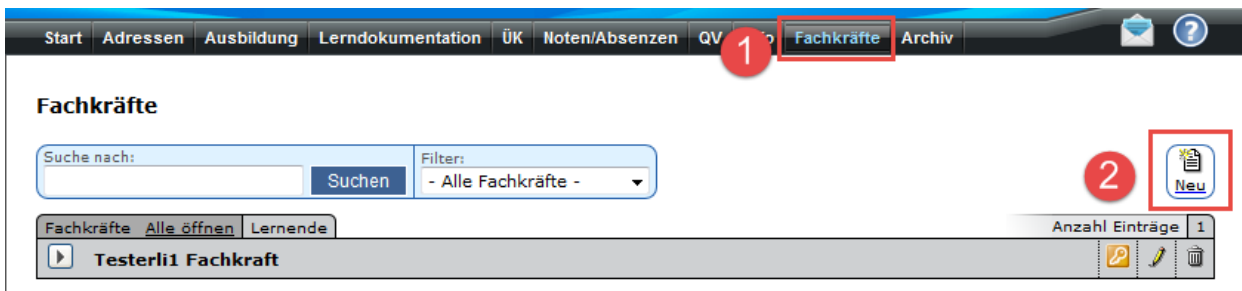 Start Adressen Ausbildung Lerndokumentation ÜK Noten/Absenzen QV Fachkräfte Archiv
1
Fachkräfte
Suche nach: Filter:
Suchen - Alle Fachkräfte -
2
Neu
Fachkräfte Alle öffnen Lernende Anzahl Einträge 1
Testerli1 Fachkraft